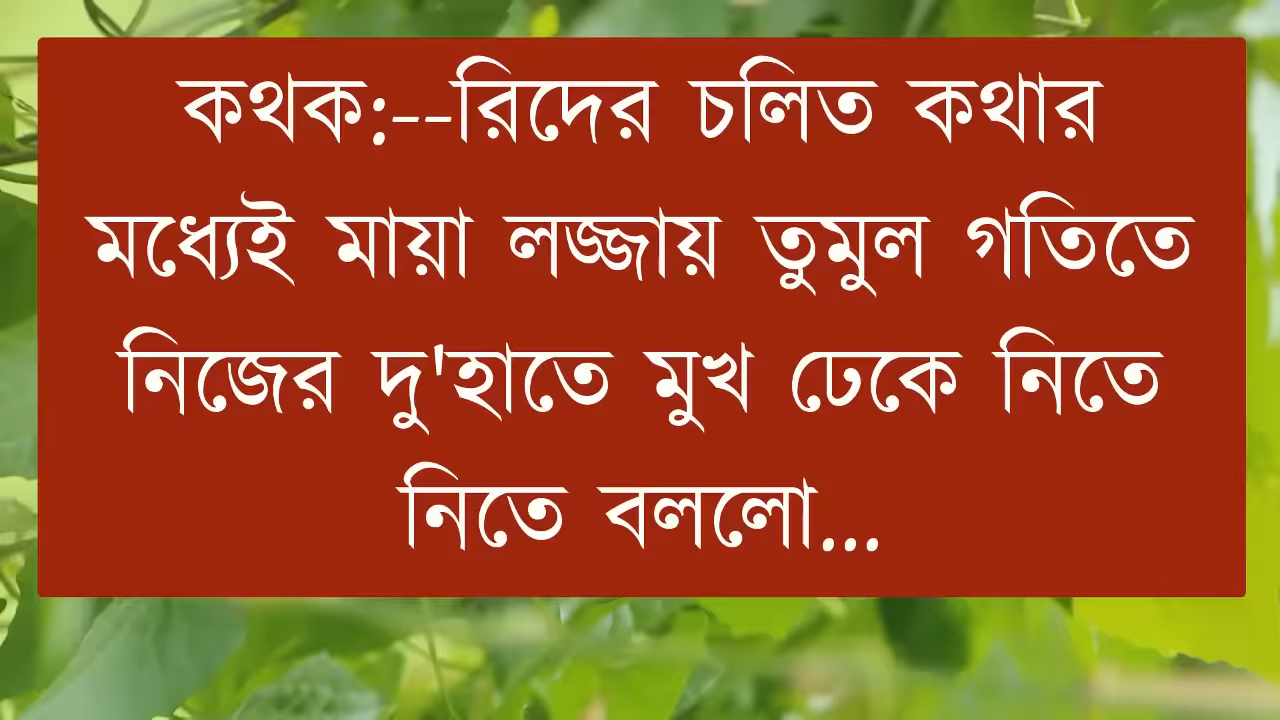 কথক:--রিদের চলিত কথার
মধ্যেই মায়া লজ্জায় তুমুল গতিতে
নিজের দু'হাতে মুখ ঢেকে নিতে
নিতে বললো...